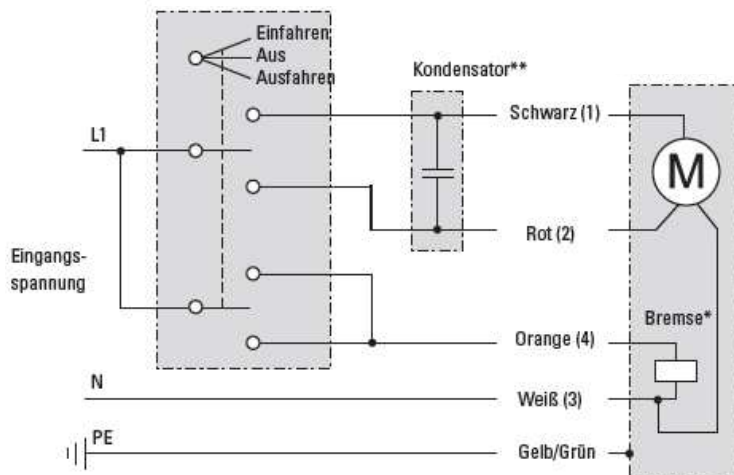 Einfahren
Aus
Ausfahren
Kondensator**
Schwarz (1)
L1
M
Rot (2)
Eingangs-
spannung
Bremse*
Orange (4)
N
Weiß (3)
PE
Gelb/Grün